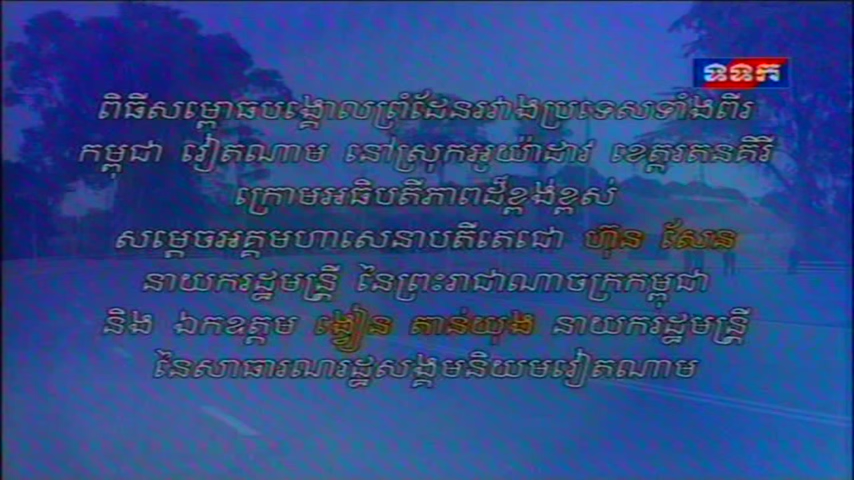 ទទក
ពិធីសម្ពោធបង្គោលព្រំដែនរវាងប្រទេសទាំងពីរ
កម្ពុជា វៀតណាម នៅស្រុកអូរយ៉ាដាវ ខេត្តរតនគិរី
ក្រោមអធិបតីភាពដ៏ខ្ពង់ខ្ពស់
សម្តេចអគ្គមហាសេនាបតីតេជោ ហ៊ុន សែន
នាយករដ្ឋមន្ត្រី នៃព្រះរាជាណាចក្រកម្ពុជា
និង ឯកឧត្តម ង្វៀន តាន់យុង នាយករដ្ឋមន្ត្រី
នៃសាធារណរដ្ឋសង្គមនិយមវៀតណាម